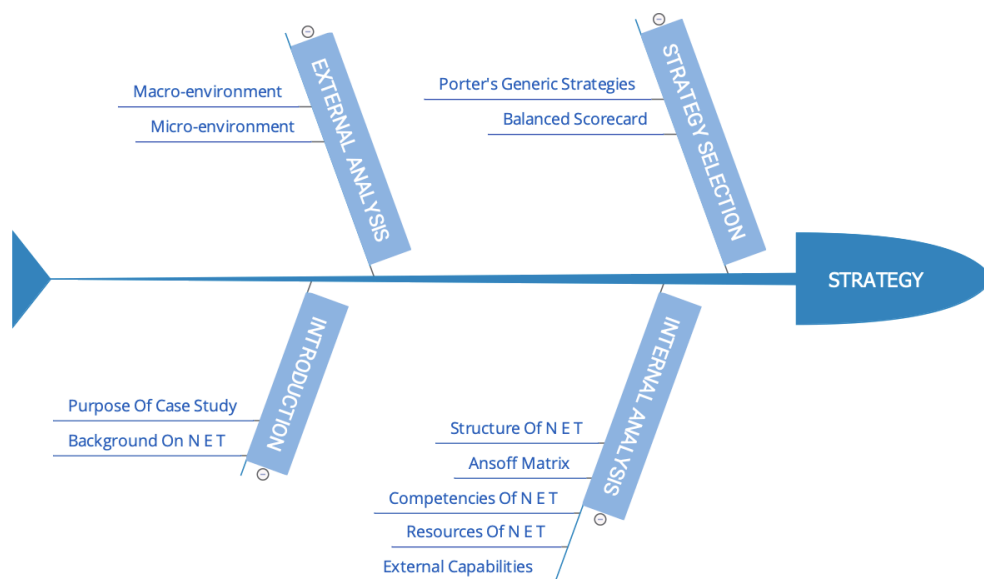 EXTERNAL ANALYSIS
Macro-environment
Micro-environment
STRATEGY SELECTION
Porter's Generic Strategies
Balanced Scorecard
STRATEGY
INTRODUCTION
Purpose Of Case Study
Background On N E T
INTERNAL ANALYSIS
Structure Of N E T
Ansoff Matrix
Competencies Of N E T
Resources Of N E T
External Capabilities